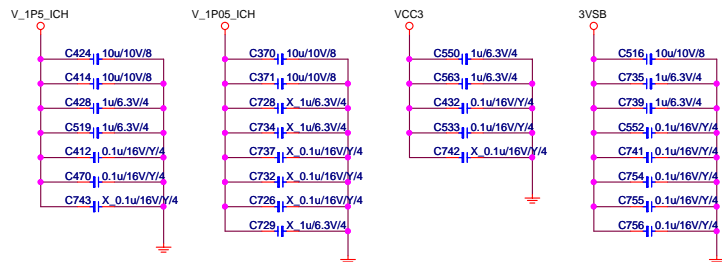 V_1P5_ICH
C424 10u/10V/8
C414 10u/10V/8
C428 1u/6.3V/4
C519 1u/6.3V/4
C412 0.1u/16V/Y/4
C470 0.1u/16V/Y/4
C743 X_0.1u/16V/Y/4
V_1P05_ICH
C370 10u/10V/8
C371 10u/10V/8
C728 X_1u/6.3V/4
C734 X_1u/6.3V/4
C737 X_0.1u/16V/Y/4
C732 X_0.1u/16V/Y/4
C726 X_0.1u/16V/Y/4
C729 X_1u/6.3V/4
VCC3
C550 1u/6.3V/4
C563 1u/6.3V/4
C432 0.1u/16V/Y/4
C533 0.1u/16V/Y/4
C742 X_0.1u/16V/Y/4
3VSB
C516 10u/10V/8
C735 1u/6.3V/4
C739 1u/6.3V/4
C552 0.1u/16V/Y/4
C741 0.1u/16V/Y/4
C754 0.1u/16V/Y/4
C755 0.1u/16V/Y/4
C756 0.1u/16V/Y/4